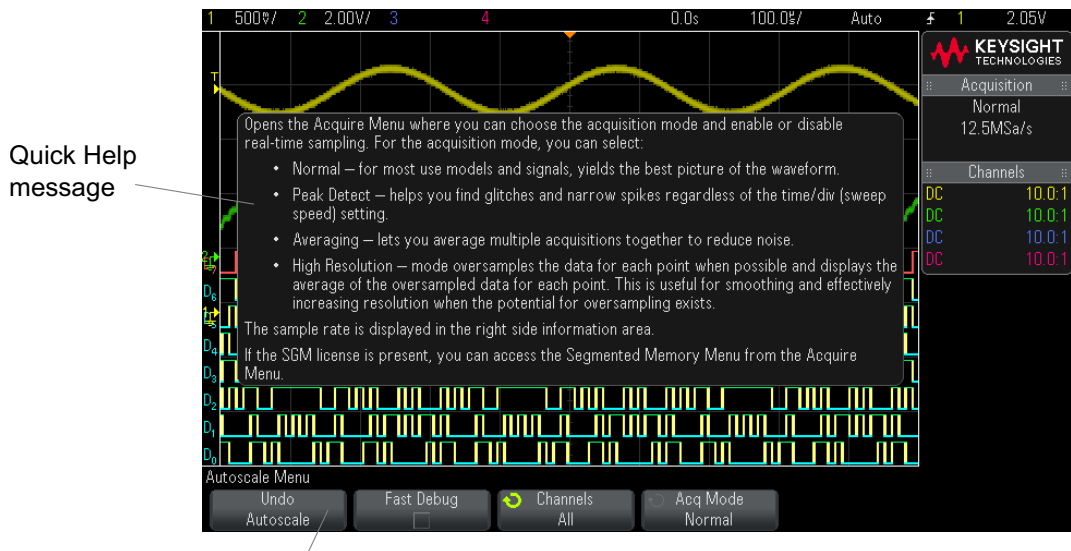 1 500mV/ 2 2.00V/ 3 4 0.0s 100.0µs/ Auto 1 2.05V
KEYSIGHT
TECHNOLOGIES
Acquisition
Normal
12.5MSa/s
Channels
DC 10.0:1
DC 10.0:1
DC 10.0:1
DC 10.0:1
Quick Help
message
T
Opens the Acquire Menu where you can choose the acquisition mode and enable or disable
real-time sampling. For the acquisition mode, you can select:
• Normal – for most use models and signals, yields the best picture of the waveform.
• Peak Detect – helps you find glitches and narrow spikes regardless of the time/div (sweep
speed) setting.
• Averaging – lets you average multiple acquisitions together to reduce noise.
• High Resolution – mode oversamples the data for each point when possible and displays the
average of the oversampled data for each point. This is useful for smoothing and effectively
increasing resolution when the potential for oversampling exists.
The sample rate is displayed in the right side information area.
If the SGM license is present, you can access the Segmented Memory Menu from the Acquire
Menu.
D6
D4
D3
D2
D1
D0
Autoscale Menu
Undo
Autoscale
Fast Debug
Channels
All
Acq Mode
Normal